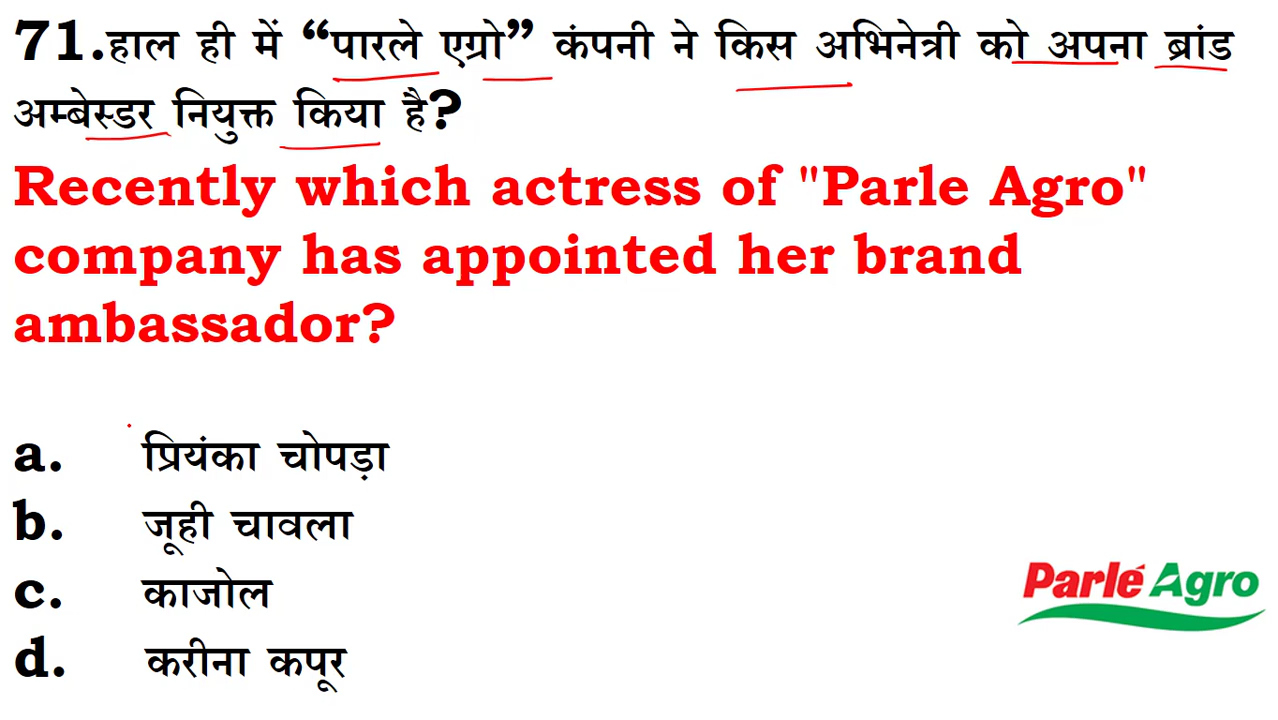 71.हाल ही में “पारले एग्रो” कंपनी ने किस अभिनेत्री को अपना ब्रांड
अम्बेस्डर नियुक्त किया है?
Recently which actress of "Parle Agro"
company has appointed her brand
ambassador?
a. प्रियंका चोपड़ा
b. जूही चावला
c. काजोल
d. करीना कपूर
Parlé Agro